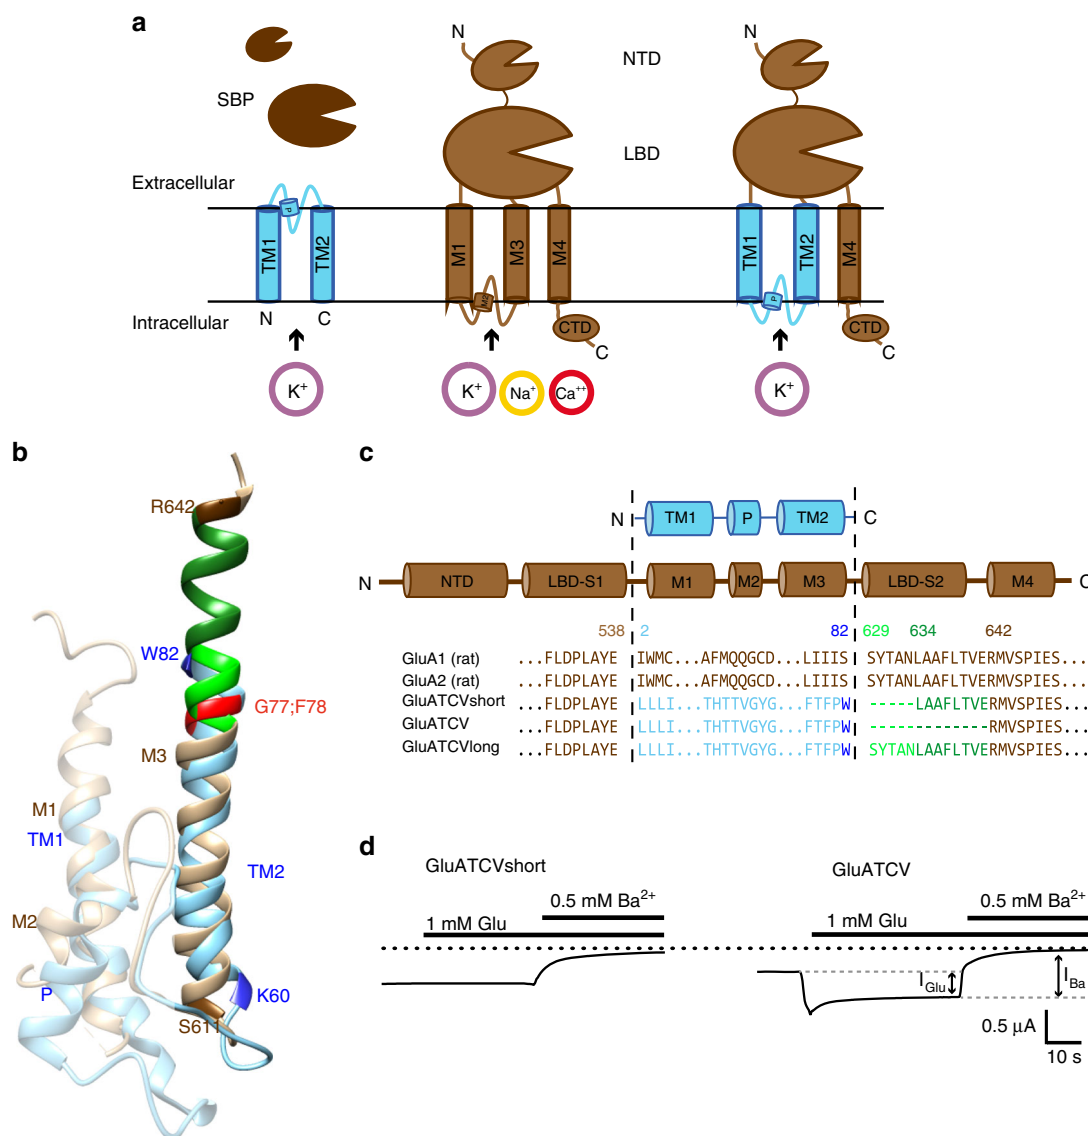 a
N
N
SBP
NTD
LBD
Extracellular
P
TM1
TM2
M1
M2
M3
M4
TM1
P
TM2
M4
Intracellular
N
C
CTD
C
CTD
C
K+
K+
Na+
Ca++
K+
b
R642
W82
G77;F78
M3
M1
TM1
TM2
M2
P
K60
S611
c
N
TM1
P
TM2
C
N
NTD
LBD-S1
M1
M2
M3
LBD-S2
M4
C
538 2 82 629 634 642
GluA1 (rat) ...FLDPLAYE IWMC...AFMQQGCD...LIIIS SYTANLAAFLTVERMVSPIES...
GluA2 (rat) ...FLDPLAYE IWMC...AFMQQGCD...LIIIS SYTANLAAFLTVERMVSPIES...
GluATCVshort ...FLDPLAYE LLLI...THTTVGYG...FTFPW -----LAAFLTVERMVSPIES...
GluATCV ...FLDPLAYE LLLI...THTTVGYG...FTFPW -------------RMVSPIES...
GluATCVlong ...FLDPLAYE LLLI...THTTVGYG...FTFPW SYTANLAAFLTVERMVSPIES...
d
GluATCVshort
GluATCV
0.5 mM Ba2+
1 mM Glu
0.5 mM Ba2+
1 mM Glu
IGlu
IBa
0.5 µA
10 s